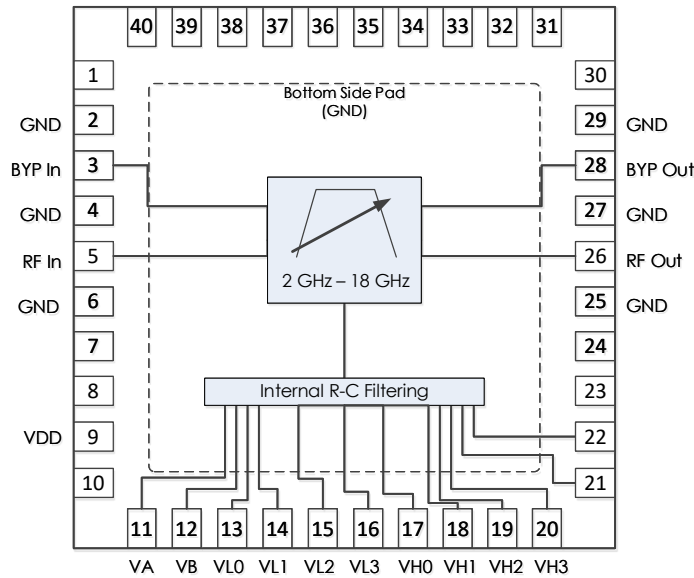 40 39 38 37 36 35 34 33 32 31
1 30
Bottom Side Pad
(GND)
GND 2 29 GND
BYP In 3 28 BYP Out
GND 4 27 GND
RF In 5 26 RF Out
2 GHz – 18 GHz
GND 6 25 GND
7 24
8 Internal R-C Filtering 23
VDD 9 22
10 21
11 12 13 14 15 16 17 18 19 20
VA VB VL0 VL1 VL2 VL3 VH0 VH1 VH2 VH3